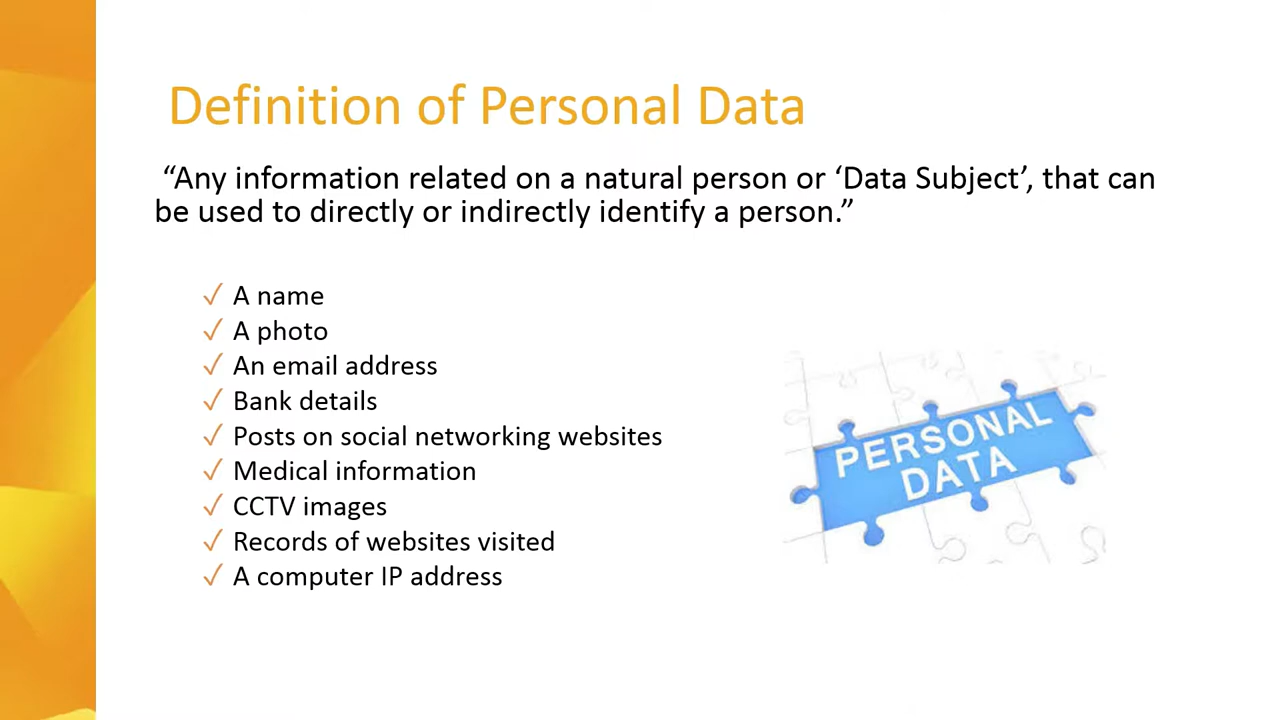 Definition of Personal Data
“Any information related on a natural person or ‘Data Subject’, that can
be used to directly or indirectly identify a person.”
✓ A name
✓ A photo
✓ An email address
✓ Bank details
✓ Posts on social networking websites
✓ Medical information
✓ CCTV images
✓ Records of websites visited
✓ A computer IP address
PERSONAL
DATA